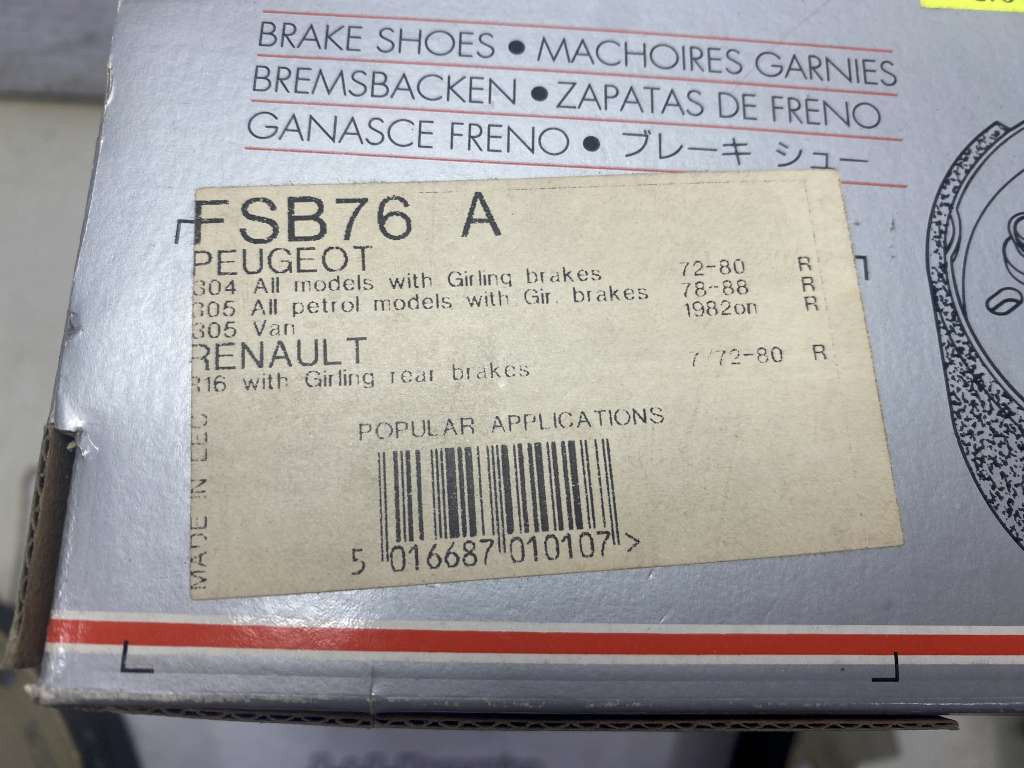 BRAKE SHOES • MACHOIRES GARNIES
BREMSBACKEN • ZAPATAS DE FRENO
GANASCE FRENO • ブレーキ シュー
FSB76 A
PEUGEOT
304 All models with Girling brakes 72-80 R
305 All petrol models with Gir. brakes 78-88 R
305 Van 1982on R
RENAULT
R16 with Girling rear brakes 7/72-80 R
POPULAR APPLICATIONS
MADE IN EEC
5 016687 010107 >